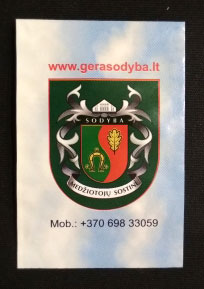 www.gerasodyba.lt
SODYBA
MEDŽIOTOJŲ SOSTINĖ
Mob.: +370 698 33059